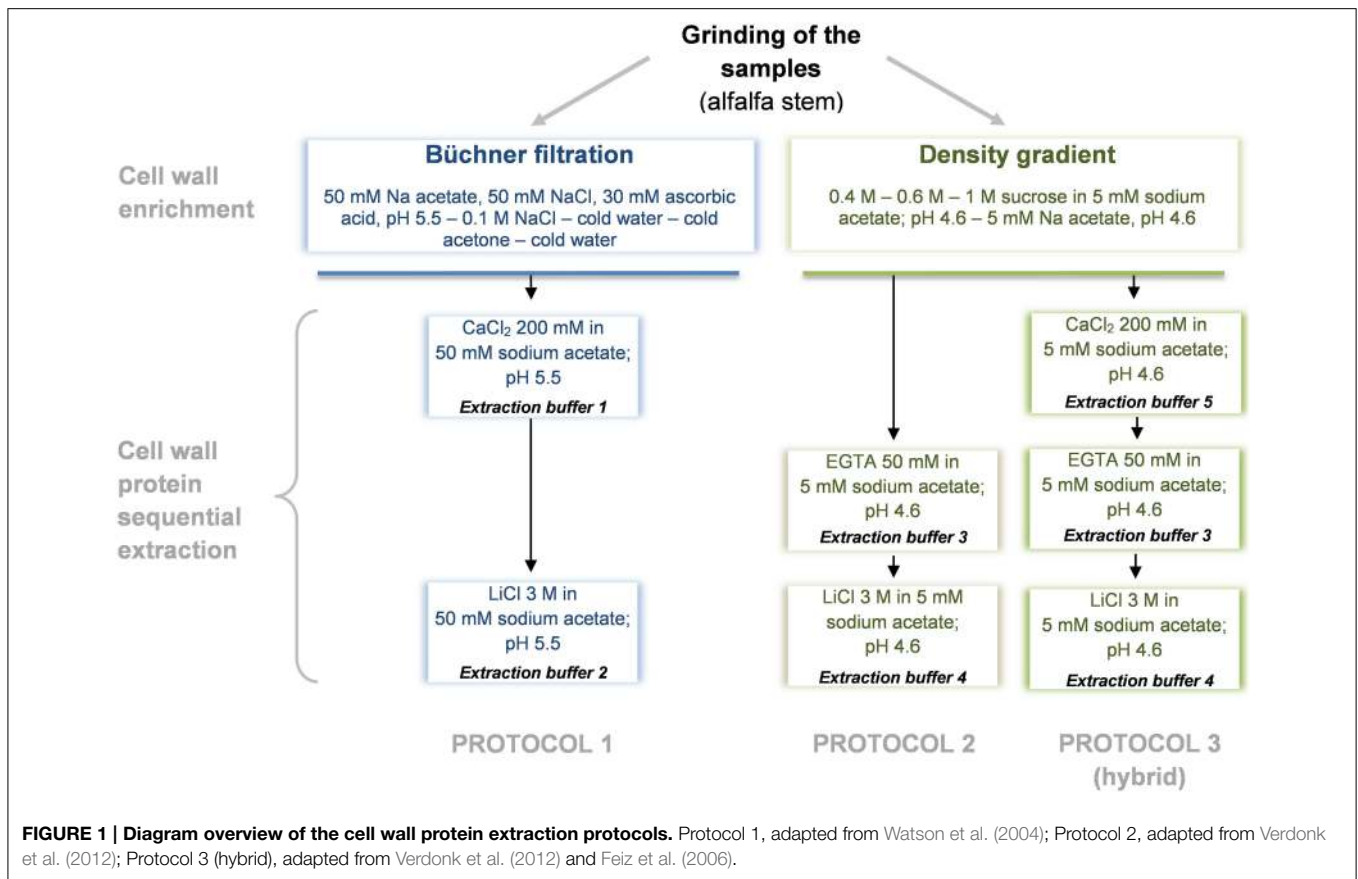 Grinding of the
samples
(alfalfa stem)
Cell wall
enrichment
Büchner filtration
50 mM Na acetate, 50 mM NaCl, 30 mM ascorbic
acid, pH 5.5 – 0.1 M NaCl – cold water – cold
acetone – cold water
Density gradient
0.4 M – 0.6 M – 1 M sucrose in 5 mM sodium
acetate; pH 4.6 – 5 mM Na acetate, pH 4.6
Cell wall
protein
sequential
extraction
CaCl₂ 200 mM in
50 mM sodium acetate;
pH 5.5
Extraction buffer 1
LiCl 3 M in
50 mM sodium acetate;
pH 5.5
Extraction buffer 2
PROTOCOL 1
EGTA 50 mM in
5 mM sodium acetate;
pH 4.6
Extraction buffer 3
LiCl 3 M in 5 mM
sodium acetate;
pH 4.6
Extraction buffer 4
PROTOCOL 2
CaCl₂ 200 mM in
5 mM sodium acetate;
pH 4.6
Extraction buffer 5
EGTA 50 mM in
5 mM sodium acetate;
pH 4.6
Extraction buffer 3
LiCl 3 M in
5 mM sodium acetate;
pH 4.6
Extraction buffer 4
PROTOCOL 3
(hybrid)
FIGURE 1 | Diagram overview of the cell wall protein extraction protocols. Protocol 1, adapted from Watson et al. (2004); Protocol 2, adapted from Verdonk
et al. (2012); Protocol 3 (hybrid), adapted from Verdonk et al. (2012) and Feiz et al. (2006).